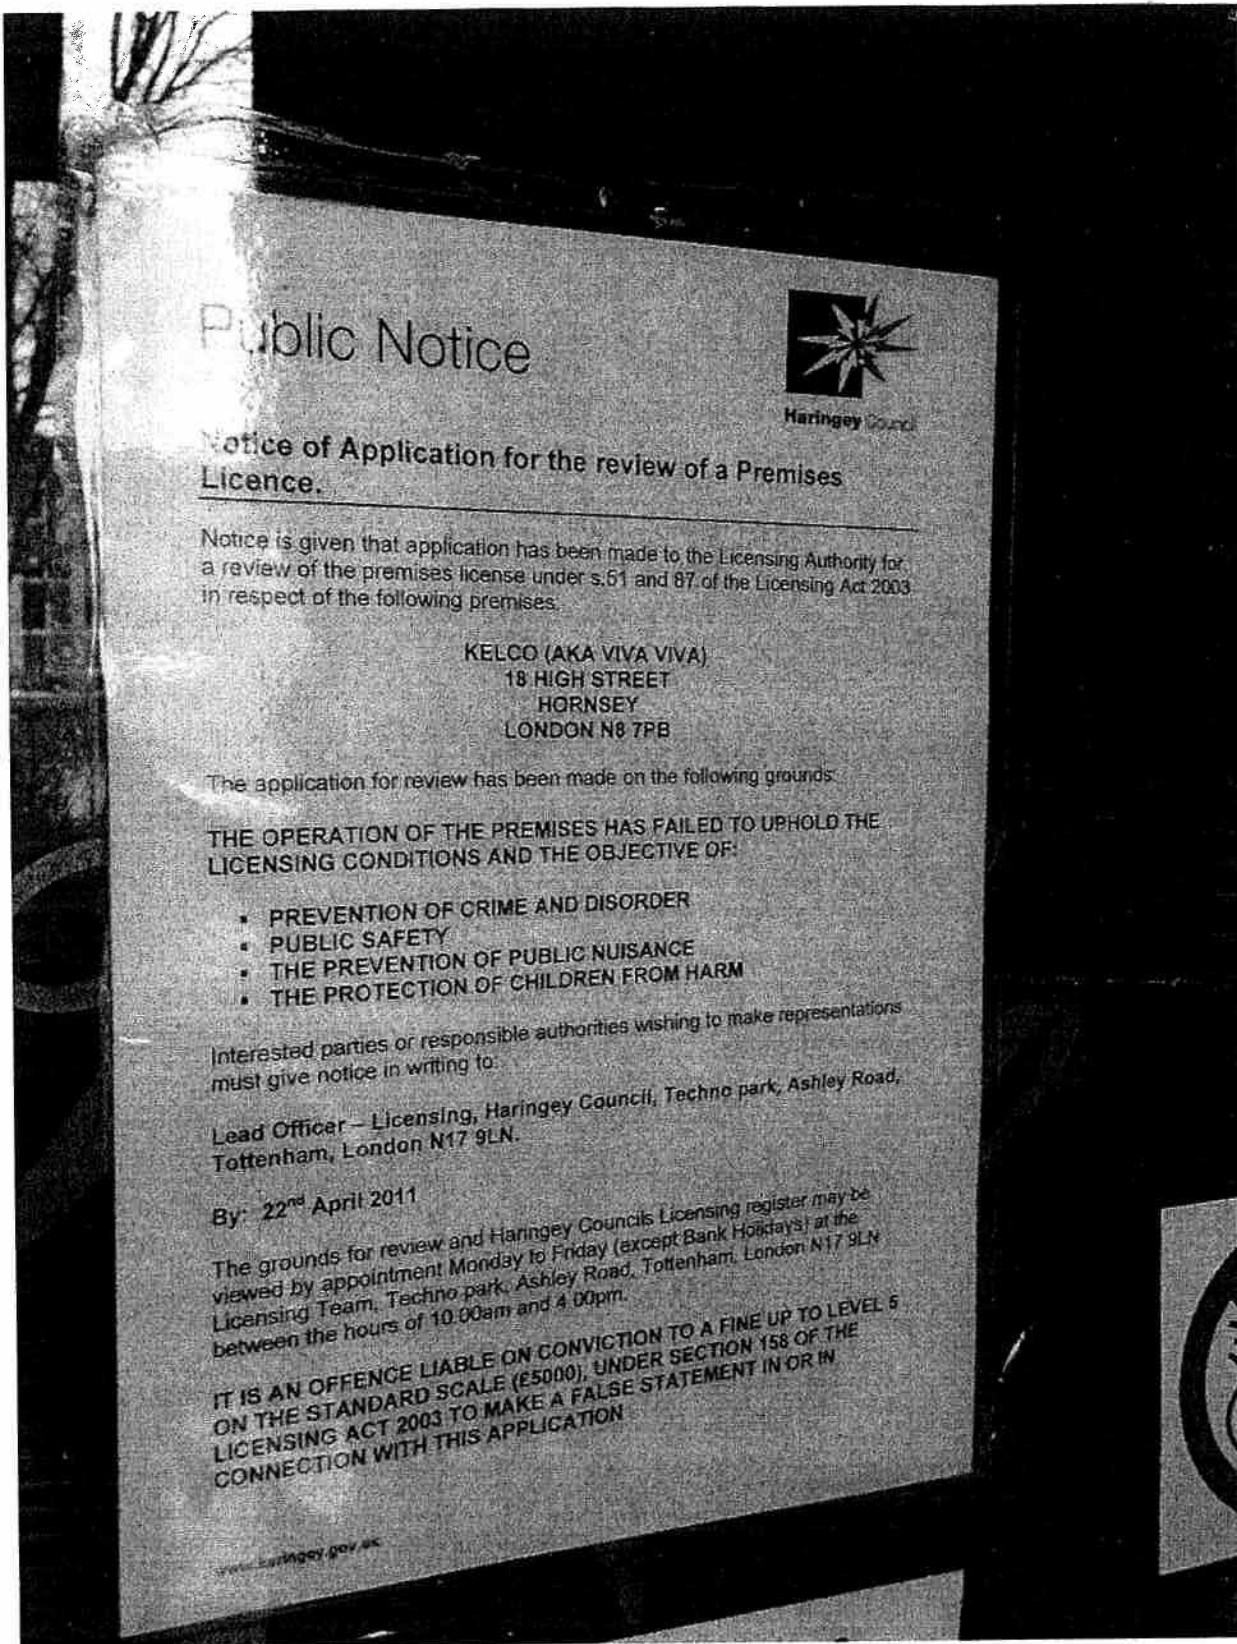 Public Notice
Haringey Council
Notice of Application for the review of a Premises
Licence.
Notice is given that application has been made to the Licensing Authority for
a review of the premises license under s.51 and 87 of the Licensing Act 2003
in respect of the following premises:
KELCO (AKA VIVA VIVA)
18 HIGH STREET
HORNSEY
LONDON N8 7PB
The application for review has been made on the following grounds:
THE OPERATION OF THE PREMISES HAS FAILED TO UPHOLD THE
LICENSING CONDITIONS AND THE OBJECTIVE OF:
▪ PREVENTION OF CRIME AND DISORDER
▪ PUBLIC SAFETY
▪ THE PREVENTION OF PUBLIC NUISANCE
▪ THE PROTECTION OF CHILDREN FROM HARM
Interested parties or responsible authorities wishing to make representations
must give notice in writing to:
Lead Officer – Licensing, Haringey Council, Techno park, Ashley Road,
Tottenham, London N17 9LN.
By: 22nd April 2011
The grounds for review and Haringey Councils Licensing register may be
viewed by appointment Monday to Friday (except Bank Holidays) at the
Licensing Team, Techno park, Ashley Road, Tottenham, London N17 9LN
between the hours of 10.00am and 4.00pm.
IT IS AN OFFENCE LIABLE ON CONVICTION TO A FINE UP TO LEVEL 5
ON THE STANDARD SCALE (£5000), UNDER SECTION 158 OF THE
LICENSING ACT 2003 TO MAKE A FALSE STATEMENT IN OR IN
CONNECTION WITH THIS APPLICATION
www.haringey.gov.uk